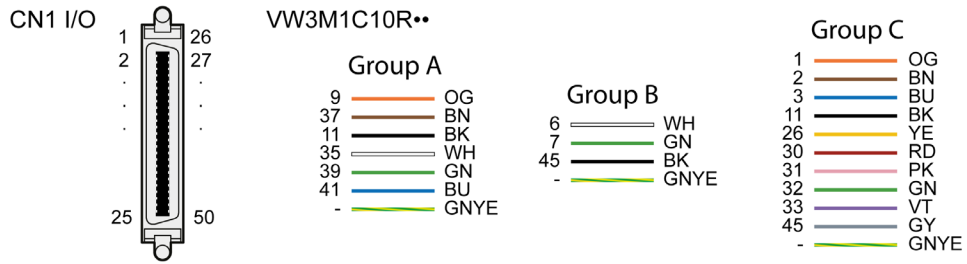 CN1 I/O
1 26
2 27
. .
. .
. .
25 50
VW3M1C10R••
Group A
9 OG
37 BN
11 BK
35 WH
39 GN
41 BU
- GNYE
Group B
6 WH
7 GN
45 BK
- GNYE
Group C
1 OG
2 BN
3 BU
11 BK
26 YE
30 RD
31 PK
32 GN
33 VT
45 GY
- GNYE